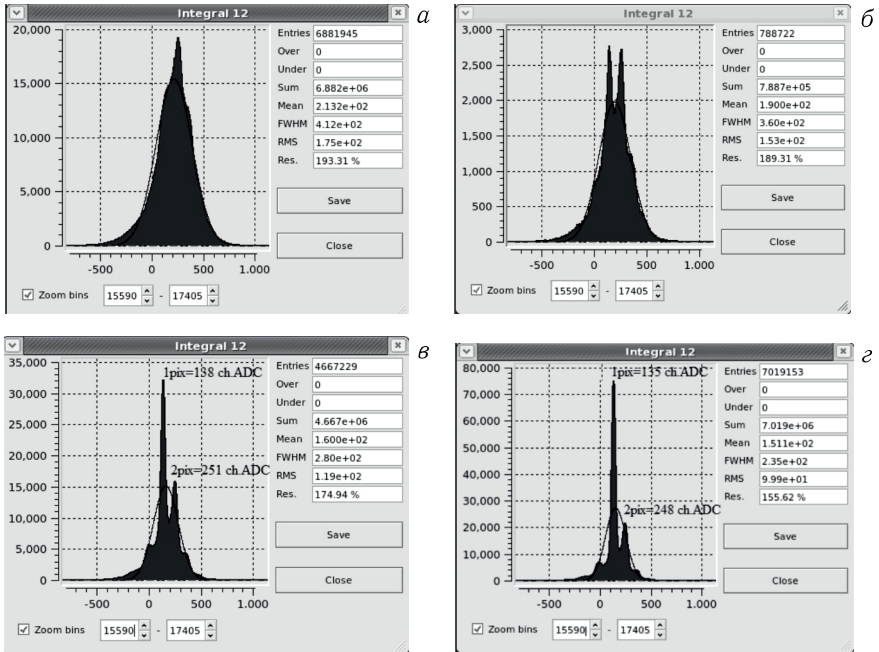 Integral 12
а
20,000
15,000
10,000
5,000
0
-500
0
500
1.000
Entries 6881945
Over 0
Under 0
Sum 6.882e+06
Mean 2.132e+02
FWHM 4.12e+02
RMS 1.75e+02
Res. 193.31 %
Save
Close
Zoom bins 15590 - 17405
Integral 12
б
3,000
2,500
2,000
1,500
1,000
500
0
-500
0
500
1.000
Entries 788722
Over 0
Under 0
Sum 7.887e+05
Mean 1.900e+02
FWHM 3.60e+02
RMS 1.53e+02
Res. 189.31 %
Save
Close
Zoom bins 15590 - 17405
Integral 12
в
35,000
30,000
25,000
20,000
15,000
10,000
5,000
0
1pix=138 ch.ADC
2pix=251 ch.ADC
-500
0
500
1.000
Entries 4667229
Over 0
Under 0
Sum 4.667e+06
Mean 1.600e+02
FWHM 2.80e+02
RMS 1.19e+02
Res. 174.94 %
Save
Close
Zoom bins 15590 - 17405
Integral 12
г
80,000
70,000
60,000
50,000
40,000
30,000
20,000
10,000
0
1pix=135 ch.ADC
2pix=248 ch.ADC
-500
0
500
1.000
Entries 7019153
Over 0
Under 0
Sum 7.019e+06
Mean 1.511e+02
FWHM 2.35e+02
RMS 9.99e+01
Res. 155.62 %
Save
Close
Zoom bins 15590 - 17405